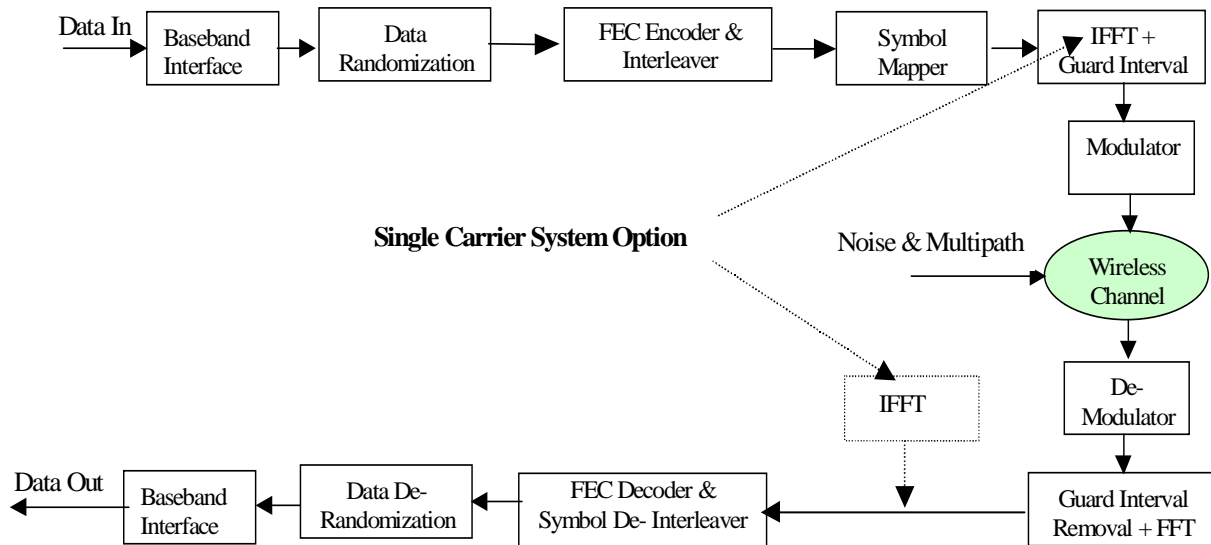 Data In
Baseband
Interface
Data
Randomization
FEC Encoder &
Interleaver
Symbol
Mapper
IFFT +
Guard Interval
Modulator
Single Carrier System Option
Noise & Multipath
Wireless
Channel
IFFT
De-
Modulator
Data Out
Baseband
Interface
Data De-
Randomization
FEC Decoder &
Symbol De- Interleaver
Guard Interval
Removal + FFT